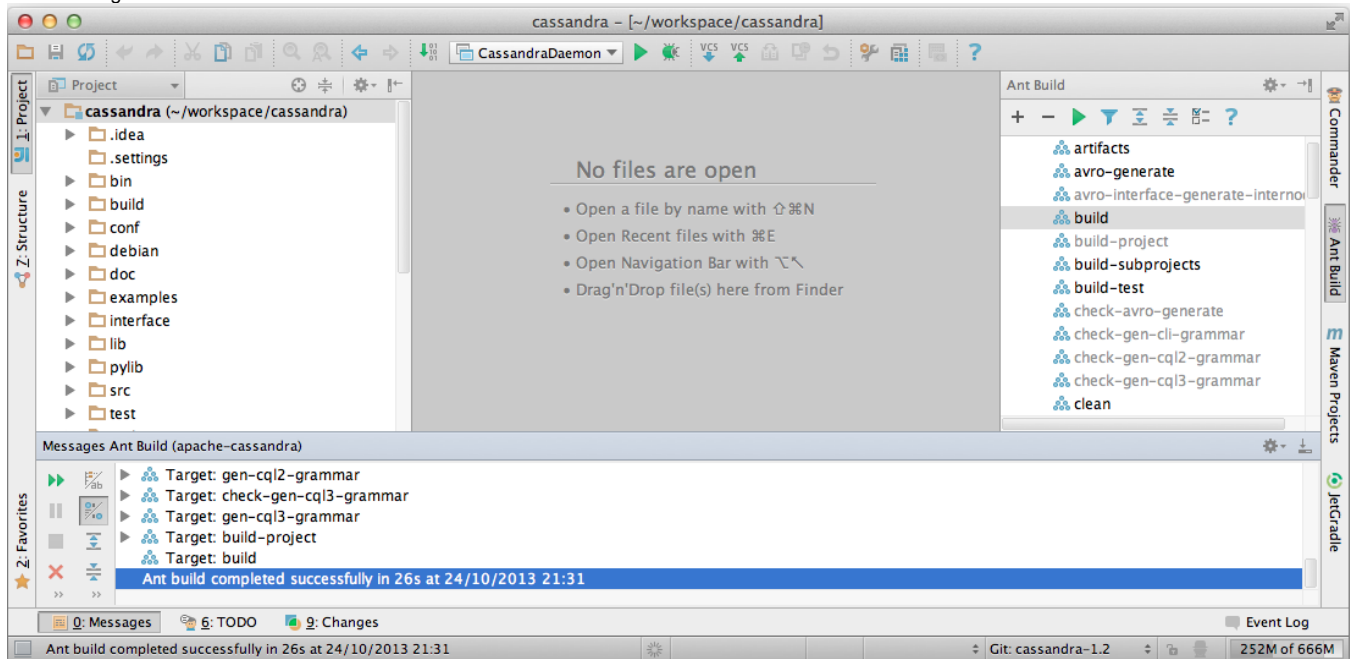 cassandra – [~/workspace/cassandra]
CassandraDaemon
VCS VCS
Project
cassandra (~/workspace/cassandra)
.idea
.settings
bin
build
conf
debian
doc
examples
interface
lib
pylib
src
test
1: Project
Z: Structure
2: Favorites
No files are open
• Open a file by name with ⇧⌘N
• Open Recent files with ⌘E
• Open Navigation Bar with ⌥↖
• Drag'n'Drop file(s) here from Finder
Ant Build
artifacts
avro-generate
avro-interface-generate-interno
build
build-project
build-subprojects
build-test
check-avro-generate
check-gen-cli-grammar
check-gen-cql2-grammar
check-gen-cql3-grammar
clean
Commander
Ant Build
m Maven Projects
JetGradle
Messages Ant Build (apache-cassandra)
Target: gen-cql2-grammar
Target: check-gen-cql3-grammar
Target: gen-cql3-grammar
Target: build-project
Target: build
Ant build completed successfully in 26s at 24/10/2013 21:31
0: Messages 6: TODO 9: Changes Event Log
Ant build completed successfully in 26s at 24/10/2013 21:31 Git: cassandra-1.2 252M of 666M